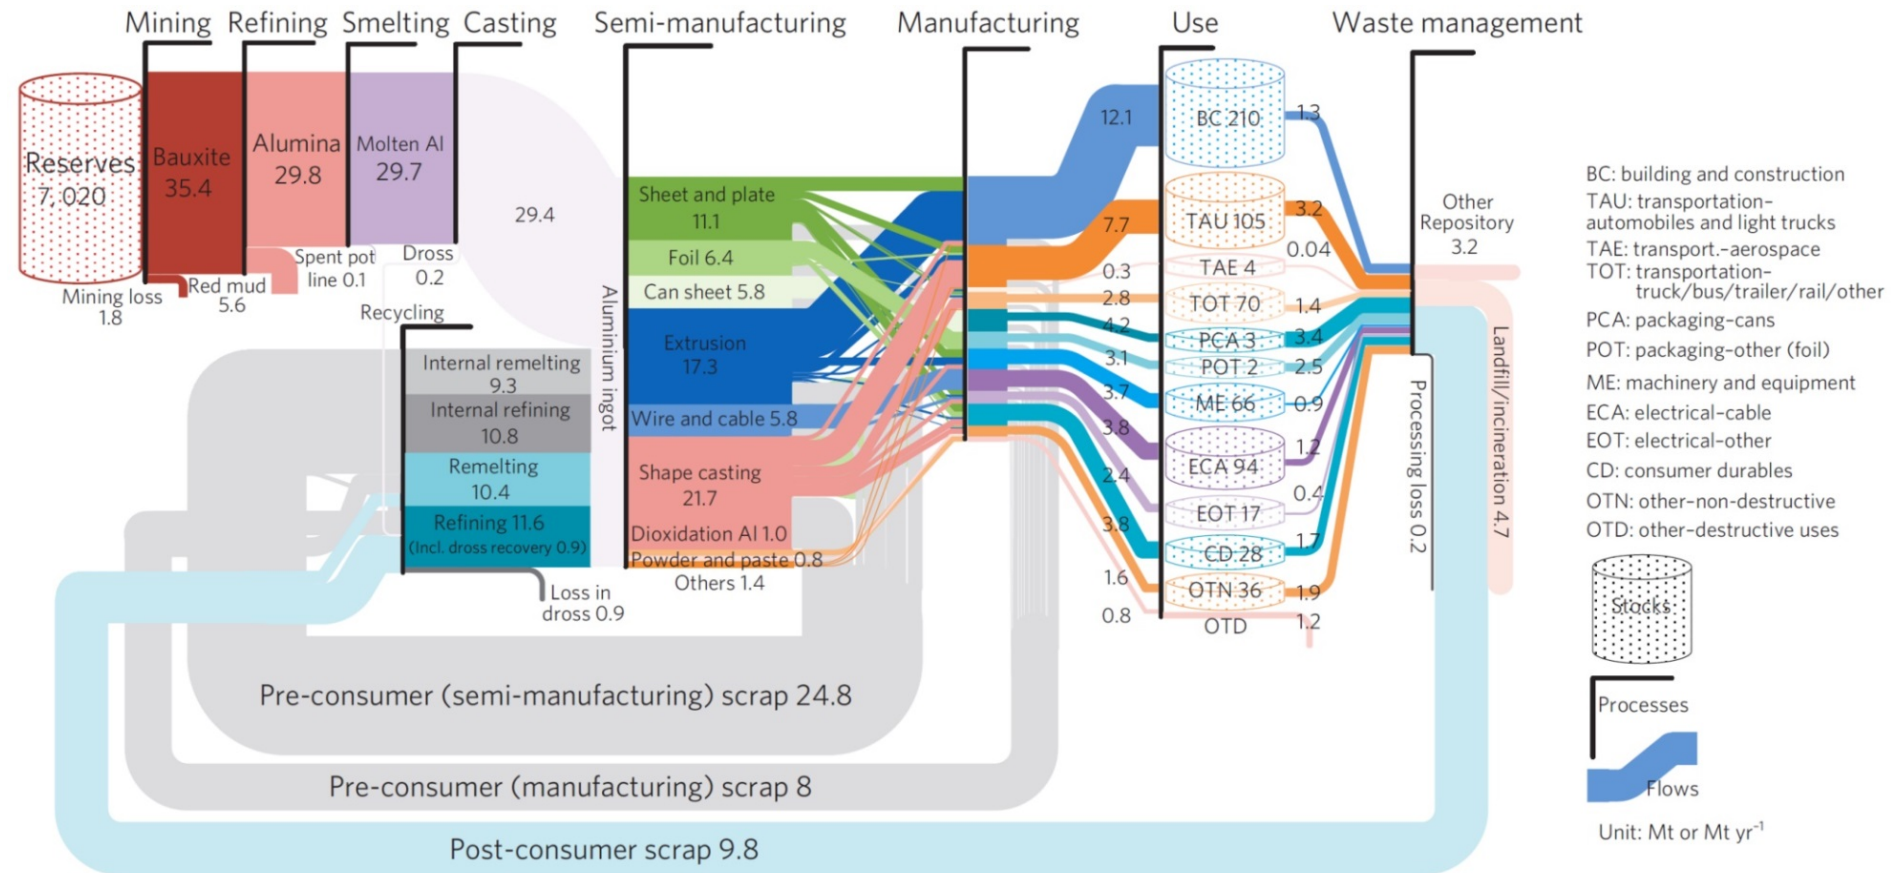 Mining Refining Smelting Casting Semi-manufacturing Manufacturing Use Waste management
Reserves
7, 020
Bauxite
35.4
Alumina
29.8
Molten Al
29.7
29.4
Mining loss
1.8
Red mud
5.6
Spent pot
line 0.1
Dross
0.2
Recycling
Internal remelting
9.3
Internal refining
10.8
Remelting
10.4
Refining 11.6
(Incl. dross recovery 0.9)
Loss in
dross 0.9
Aluminium ingot
Sheet and plate
11.1
Foil 6.4
Can sheet 5.8
Extrusion
17.3
Wire and cable 5.8
Shape casting
21.7
Dioxidation Al 1.0
Powder and paste 0.8
Others 1.4
12.1
7.7
0.3
2.8
4.2
3.1
3.7
3.8
2.4
3.8
1.6
0.8
BC 210
TAU 105
TAE 4
TOT 70
PCA 3
POT 2
ME 66
ECA 94
EOT 17
CD 28
OTN 36
OTD
1.3
3.2
0.04
1.4
3.4
2.5
0.9
1.2
0.4
1.7
1.9
1.2
Other
Repository
3.2
Processing loss 0.2
Landfill/incineration 4.7
Pre-consumer (semi-manufacturing) scrap 24.8
Pre-consumer (manufacturing) scrap 8
Post-consumer scrap 9.8
BC: building and construction
TAU: transportation–
automobiles and light trucks
TAE: transport.–aerospace
TOT: transportation–
truck/bus/trailer/rail/other
PCA: packaging–cans
POT: packaging–other (foil)
ME: machinery and equipment
ECA: electrical–cable
EOT: electrical–other
CD: consumer durables
OTN: other–non-destructive
OTD: other–destructive uses
Stocks
Processes
Flows
Unit: Mt or Mt yr⁻¹